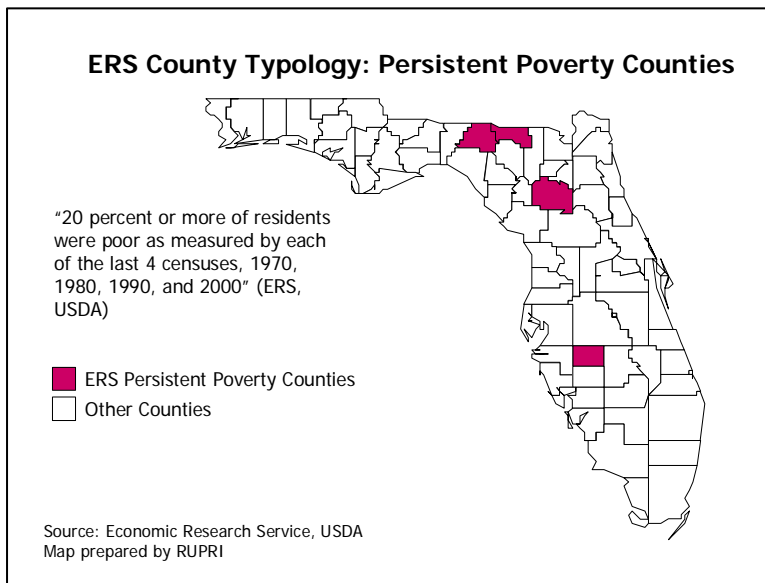 ERS County Typology: Persistent Poverty Counties
"20 percent or more of residents
were poor as measured by each
of the last 4 censuses, 1970,
1980, 1990, and 2000" (ERS,
USDA)
ERS Persistent Poverty Counties
Other Counties
Source: Economic Research Service, USDA
Map prepared by RUPRI